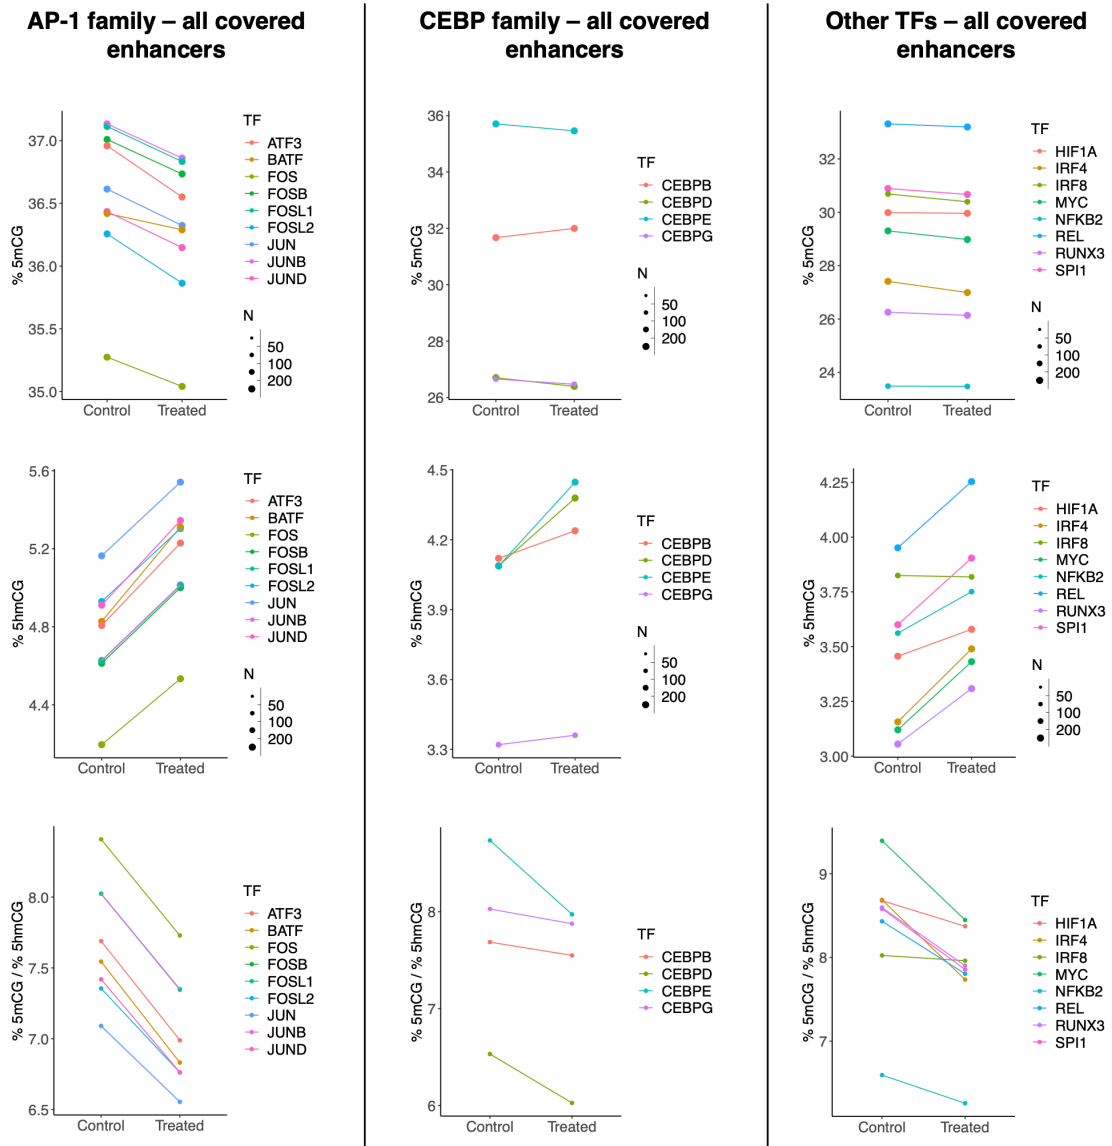 AP-1 family – all covered
enhancers
CEBP family – all covered
enhancers
Other TFs – all covered
enhancers
% 5mCG
37.0
36.5
36.0
35.5
35.0
Control
Treated
TF
ATF3
BATF
FOS
FOSB
FOSL1
FOSL2
JUN
JUNB
JUND
N
50
100
200
% 5mCG
36
34
32
30
28
26
Control
Treated
TF
CEBPB
CEBPD
CEBPE
CEBPG
N
50
100
200
% 5mCG
32
30
28
26
24
Control
Treated
TF
HIF1A
IRF4
IRF8
MYC
NFKB2
REL
RUNX3
SPI1
N
50
100
200
% 5hmCG
5.6
5.2
4.8
4.4
Control
Treated
TF
ATF3
BATF
FOS
FOSB
FOSL1
FOSL2
JUN
JUNB
JUND
N
50
100
200
% 5hmCG
4.5
4.2
3.9
3.6
3.3
Control
Treated
TF
CEBPB
CEBPD
CEBPE
CEBPG
N
50
100
200
% 5hmCG
4.25
4.00
3.75
3.50
3.25
3.00
Control
Treated
TF
HIF1A
IRF4
IRF8
MYC
NFKB2
REL
RUNX3
SPI1
N
50
100
200
% 5mCG / % 5hmCG
8.0
7.5
7.0
6.5
Control
Treated
TF
ATF3
BATF
FOS
FOSB
FOSL1
FOSL2
JUN
JUNB
JUND
% 5mCG / % 5hmCG
8
7
6
Control
Treated
TF
CEBPB
CEBPD
CEBPE
CEBPG
% 5mCG / % 5hmCG
9
8
7
Control
Treated
TF
HIF1A
IRF4
IRF8
MYC
NFKB2
REL
RUNX3
SPI1